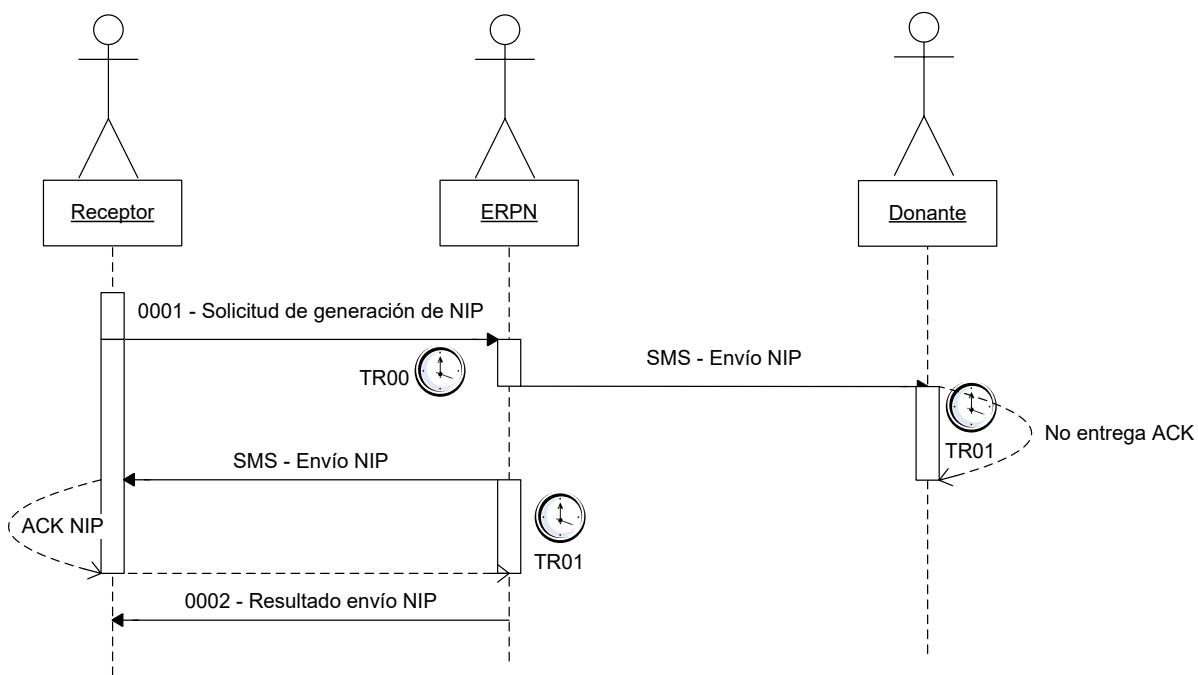 Receptor
ERPN
Donante
0001 - Solicitud de generación de NIP
SMS - Envío NIP
TR00
No entrega ACK
TR01
SMS - Envío NIP
ACK NIP
TR01
0002 - Resultado envío NIP